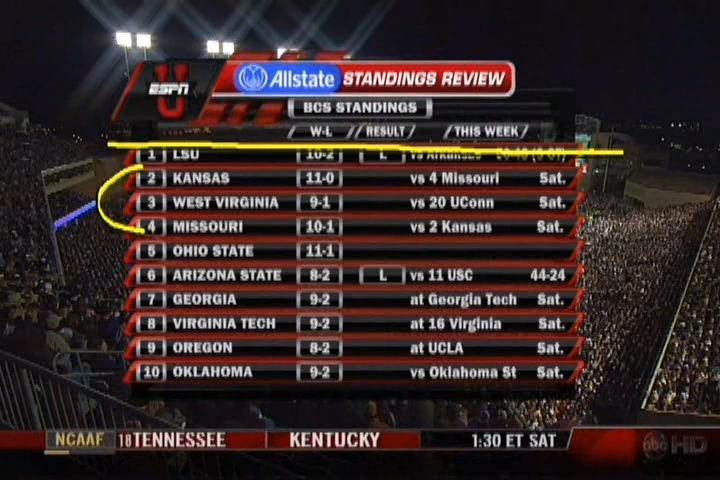 ESPN U
Allstate STANDINGS REVIEW
BCS STANDINGS
W-L / RESULT / THIS WEEK
1 LSU 10-2 L vs Arkansas
2 KANSAS 11-0 vs 4 Missouri Sat.
3 WEST VIRGINIA 9-1 vs 20 UConn Sat.
4 MISSOURI 10-1 vs 2 Kansas Sat.
5 OHIO STATE 11-1
6 ARIZONA STATE 8-2 L vs 11 USC 44-24
7 GEORGIA 9-2 at Georgia Tech Sat.
8 VIRGINIA TECH 9-2 at 16 Virginia Sat.
9 OREGON 8-2 at UCLA Sat.
10 OKLAHOMA 9-2 vs Oklahoma St Sat.
NCAAF 18 TENNESSEE KENTUCKY 1:30 ET SAT abc HD